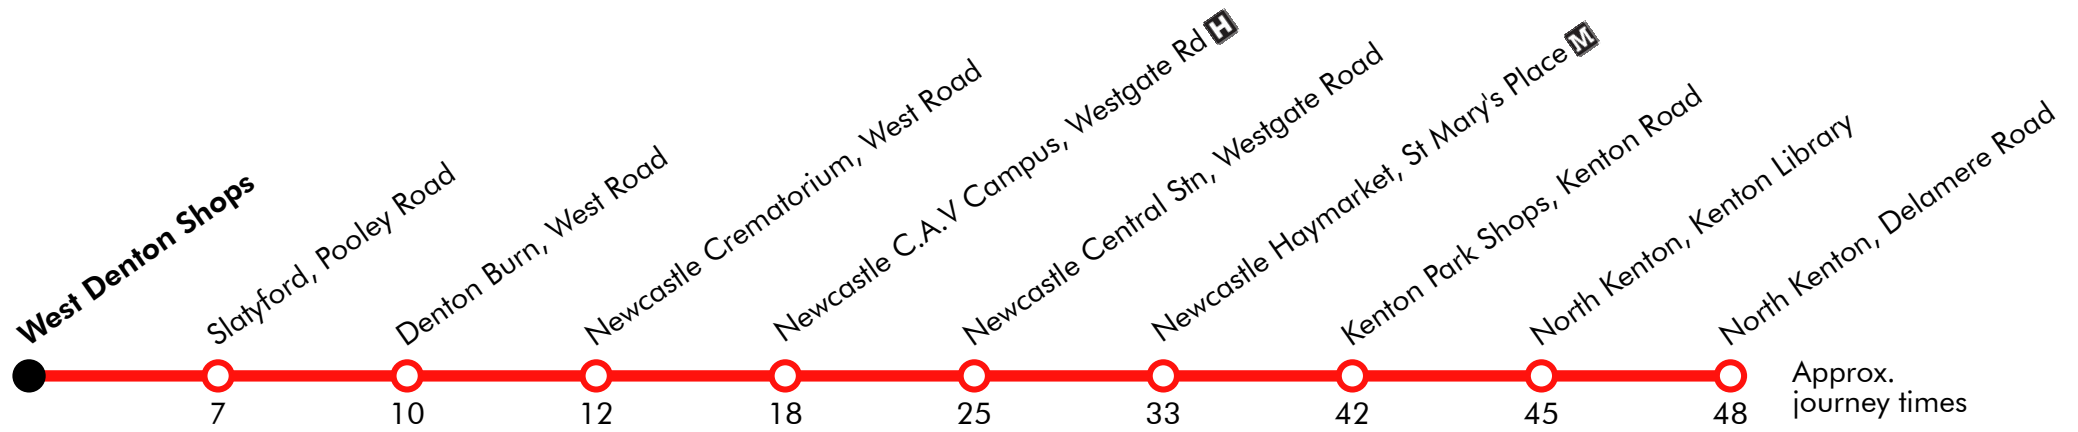 West Denton Shops
Slatyford, Pooley Road
Denton Burn, West Road
Newcastle Crematorium, West Road
Newcastle C.A.V Campus, Westgate Rd H
Newcastle Central Stn, Westgate Road
Newcastle Haymarket, St Mary's Place M
Kenton Park Shops, Kenton Road
North Kenton, Kenton Library
North Kenton, Delamere Road
7 10 12 18 25 33 42 45 48
Approx.
journey times